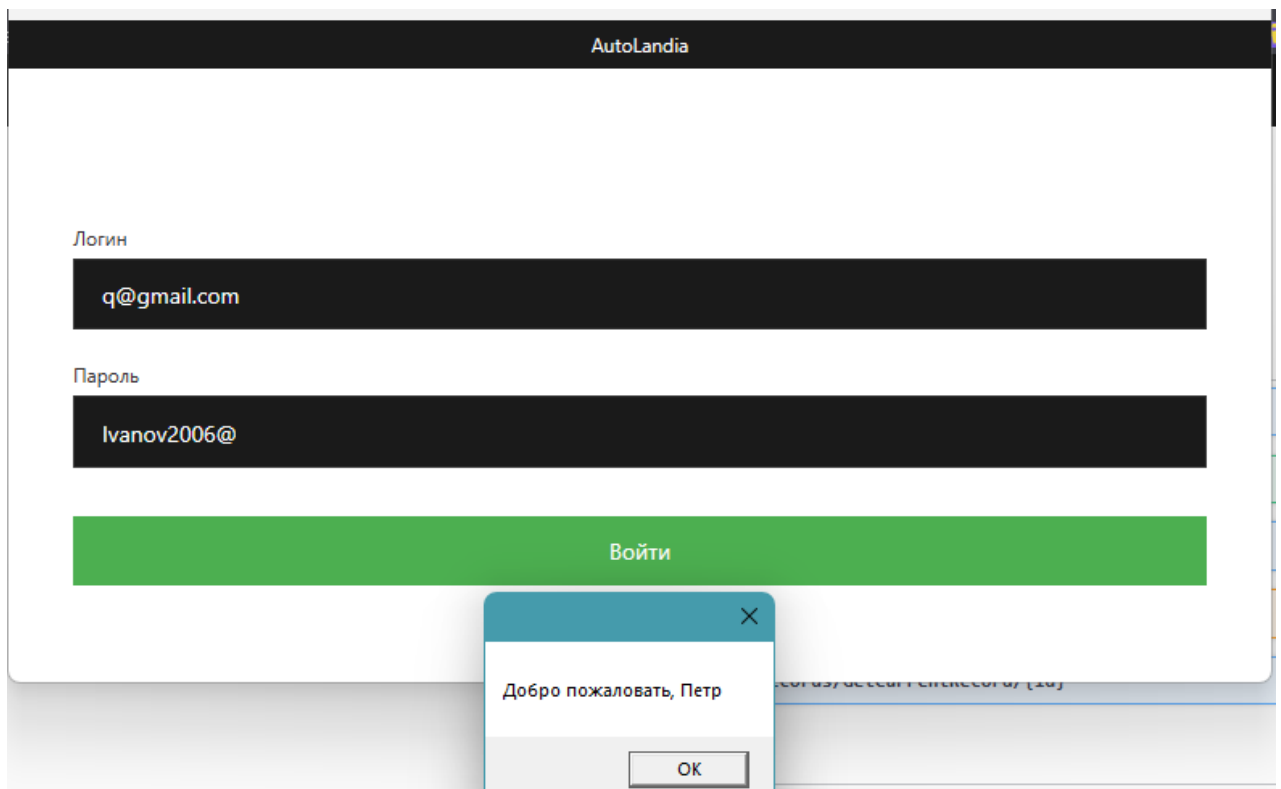 AutoLandia
Логин
q@gmail.com
Пароль
Ivanov2006@
Войти
Добро пожаловать, Петр
OK